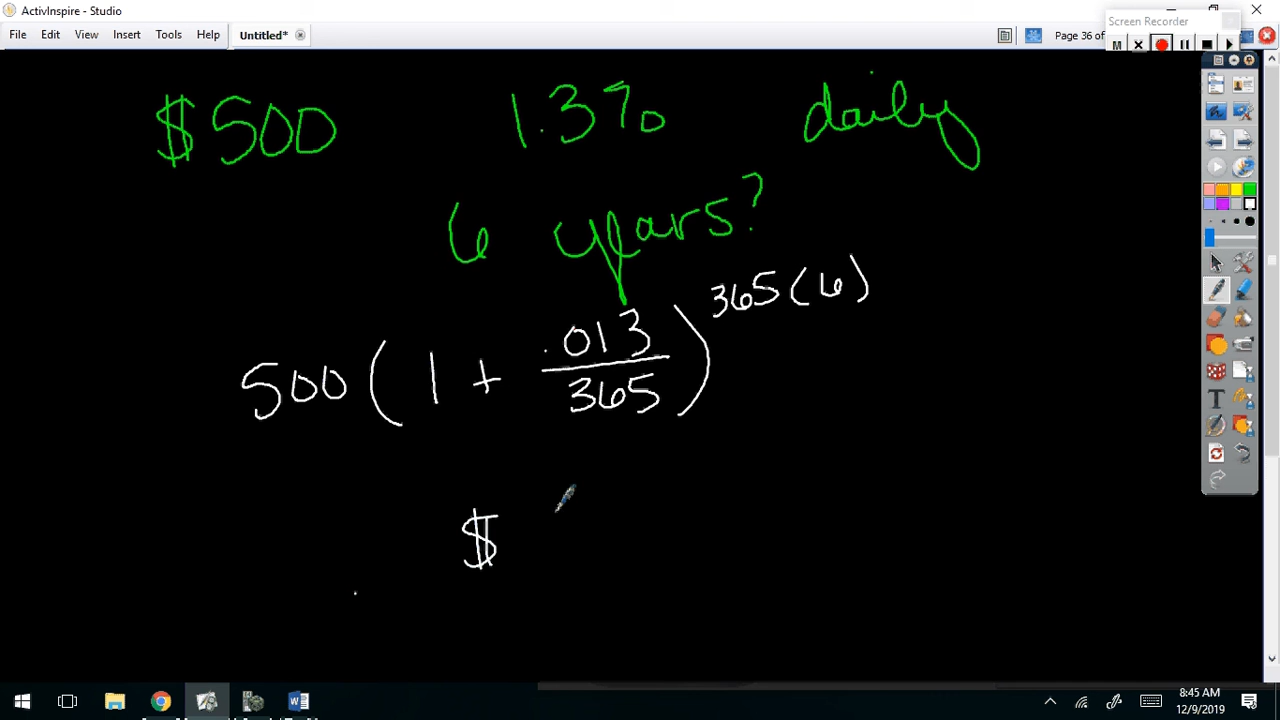 ActivInspire - Studio
Screen Recorder
File Edit View Insert Tools Help Untitled* Page 36 of
$500 1.3% daily
6 years?
500(1 + .013/365)^365(6)
$
8:45 AM
12/9/2019